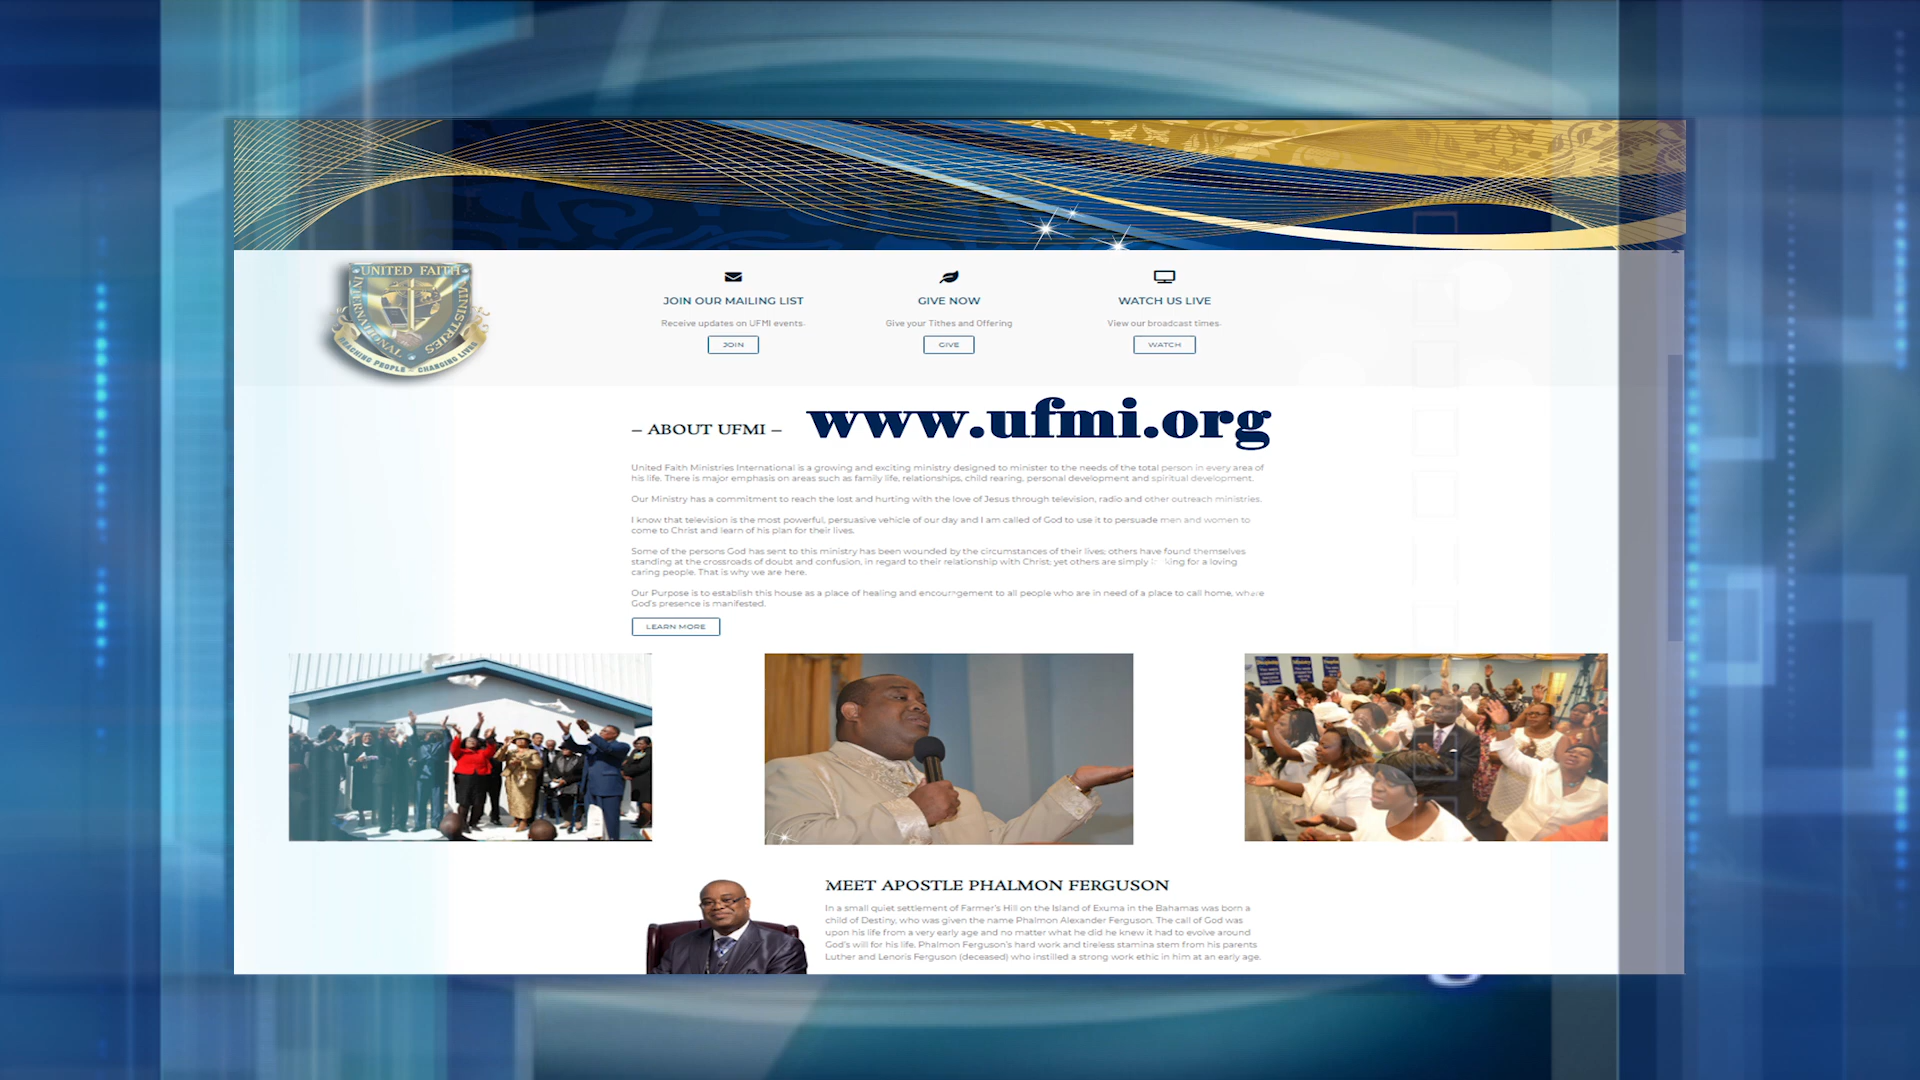 UNITED FAITH
INTERNATIONAL
MINISTRIES
REACHING PEOPLE - CHANGING LIVES
JOIN OUR MAILING LIST
Receive updates on UFMI events.
JOIN
GIVE NOW
Give your Tithes and Offering
GIVE
WATCH US LIVE
View our broadcast times.
WATCH
– ABOUT UFMI –
www.ufmi.org
United Faith Ministries International is a growing and exciting ministry designed to minister to the needs of the total person in every area of
his life. There is major emphasis on areas such as family life, relationships, child rearing, personal development and spiritual development.
Our Ministry has a commitment to reach the lost and hurting with the love of Jesus through television, radio and other outreach ministries.
I know that television is the most powerful, persuasive vehicle of our day and I am called of God to use it to persuade men and women to
come to Christ and learn of his plan for their lives.
Some of the persons God has sent to this ministry has been wounded by the circumstances of their lives; others have found themselves
standing at the crossroads of doubt and confusion, in regard to their relationship with Christ; yet others are simply looking for a loving
caring people. That is why we are here.
Our Purpose is to establish this house as a place of healing and encouragement to all people who are in need of a place to call home, where
God's presence is manifested.
LEARN MORE
MEET APOSTLE PHALMON FERGUSON
In a small quiet settlement of Farmer's Hill on the Island of Exuma in the Bahamas was born a
child of Destiny, who was given the name Phalmon Alexander Ferguson. The call of God was
upon his life from a very early age and no matter what he did he knew it had to evolve around
God's will for his life. Phalmon Ferguson's hard work and tireless stamina stem from his parents
Luther and Lenoris Ferguson (deceased) who instilled a strong work ethic in him at an early age.